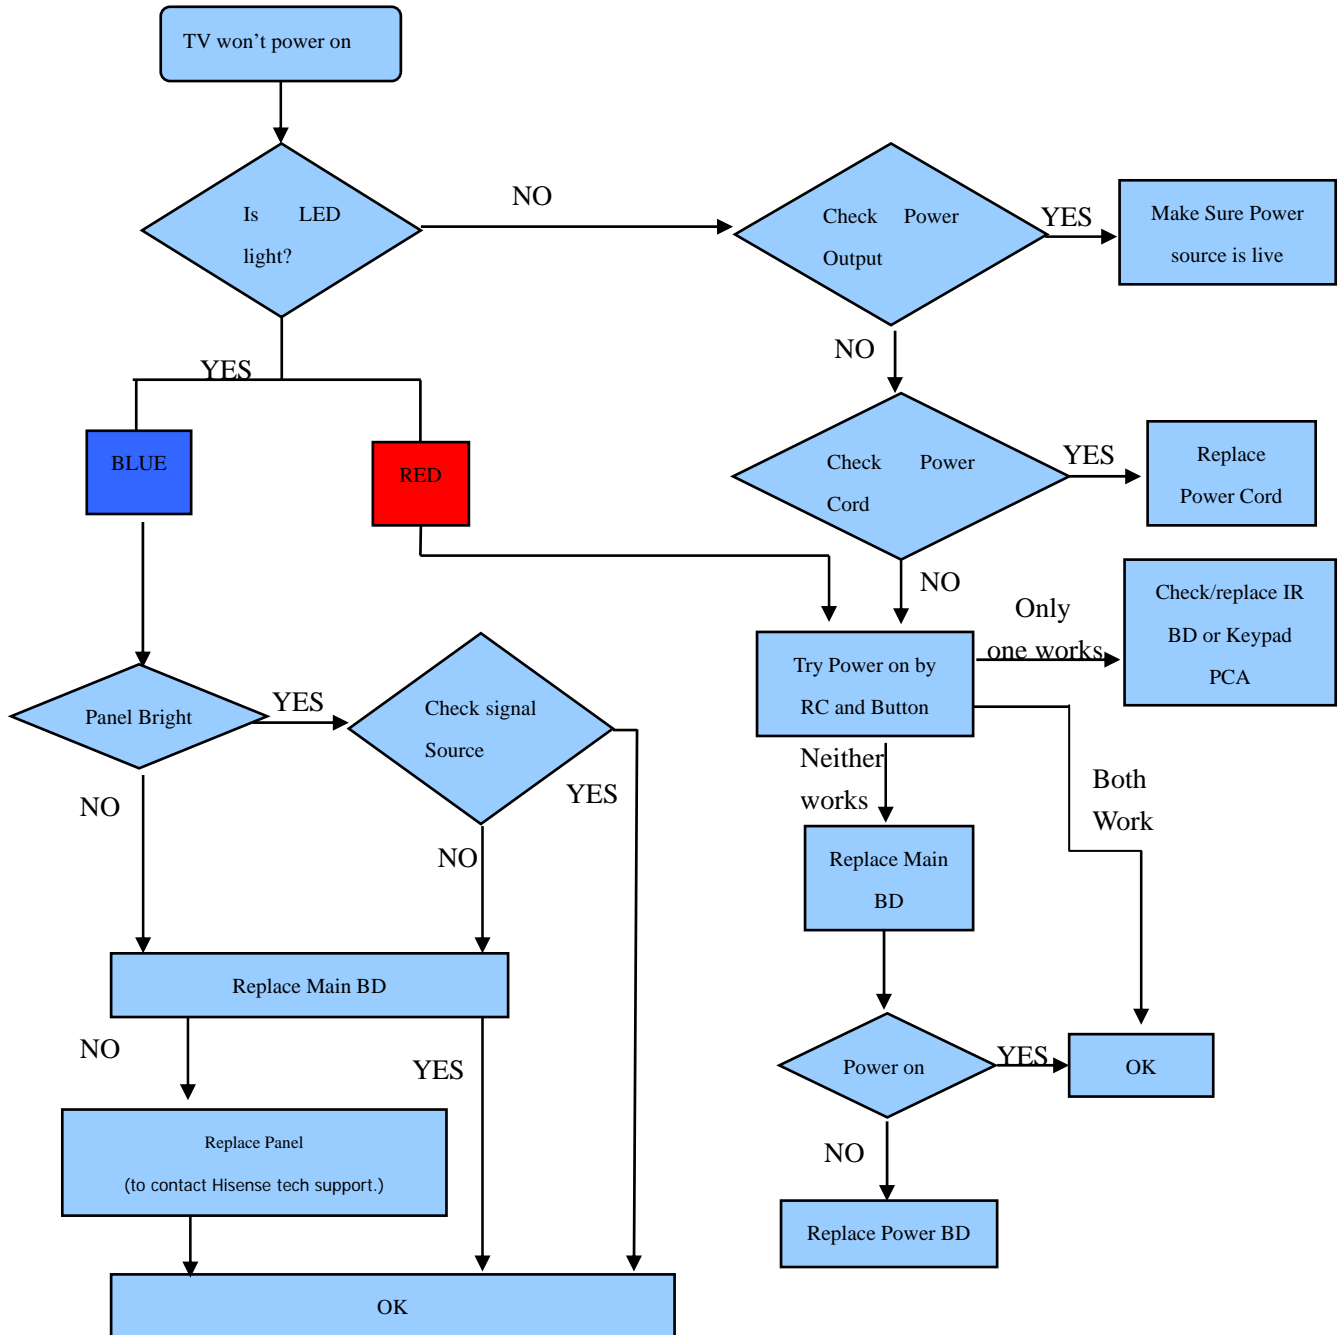 TV won’t power on
Is LED
light?
NO
Check Power
Output
YES
Make Sure Power
source is live
NO
YES
BLUE
RED
Check Power
Cord
YES
Replace
Power Cord
NO
Only
one works
Check/replace IR
BD or Keypad
PCA
Try Power on by
RC and Button
Panel Bright
YES
Check signal
Source
NO
YES
NO
Neither
works
Both
Work
Replace Main
BD
Replace Main BD
NO
YES
Power on
YES
OK
Replace Panel
(to contact Hisense tech support.)
NO
Replace Power BD
OK